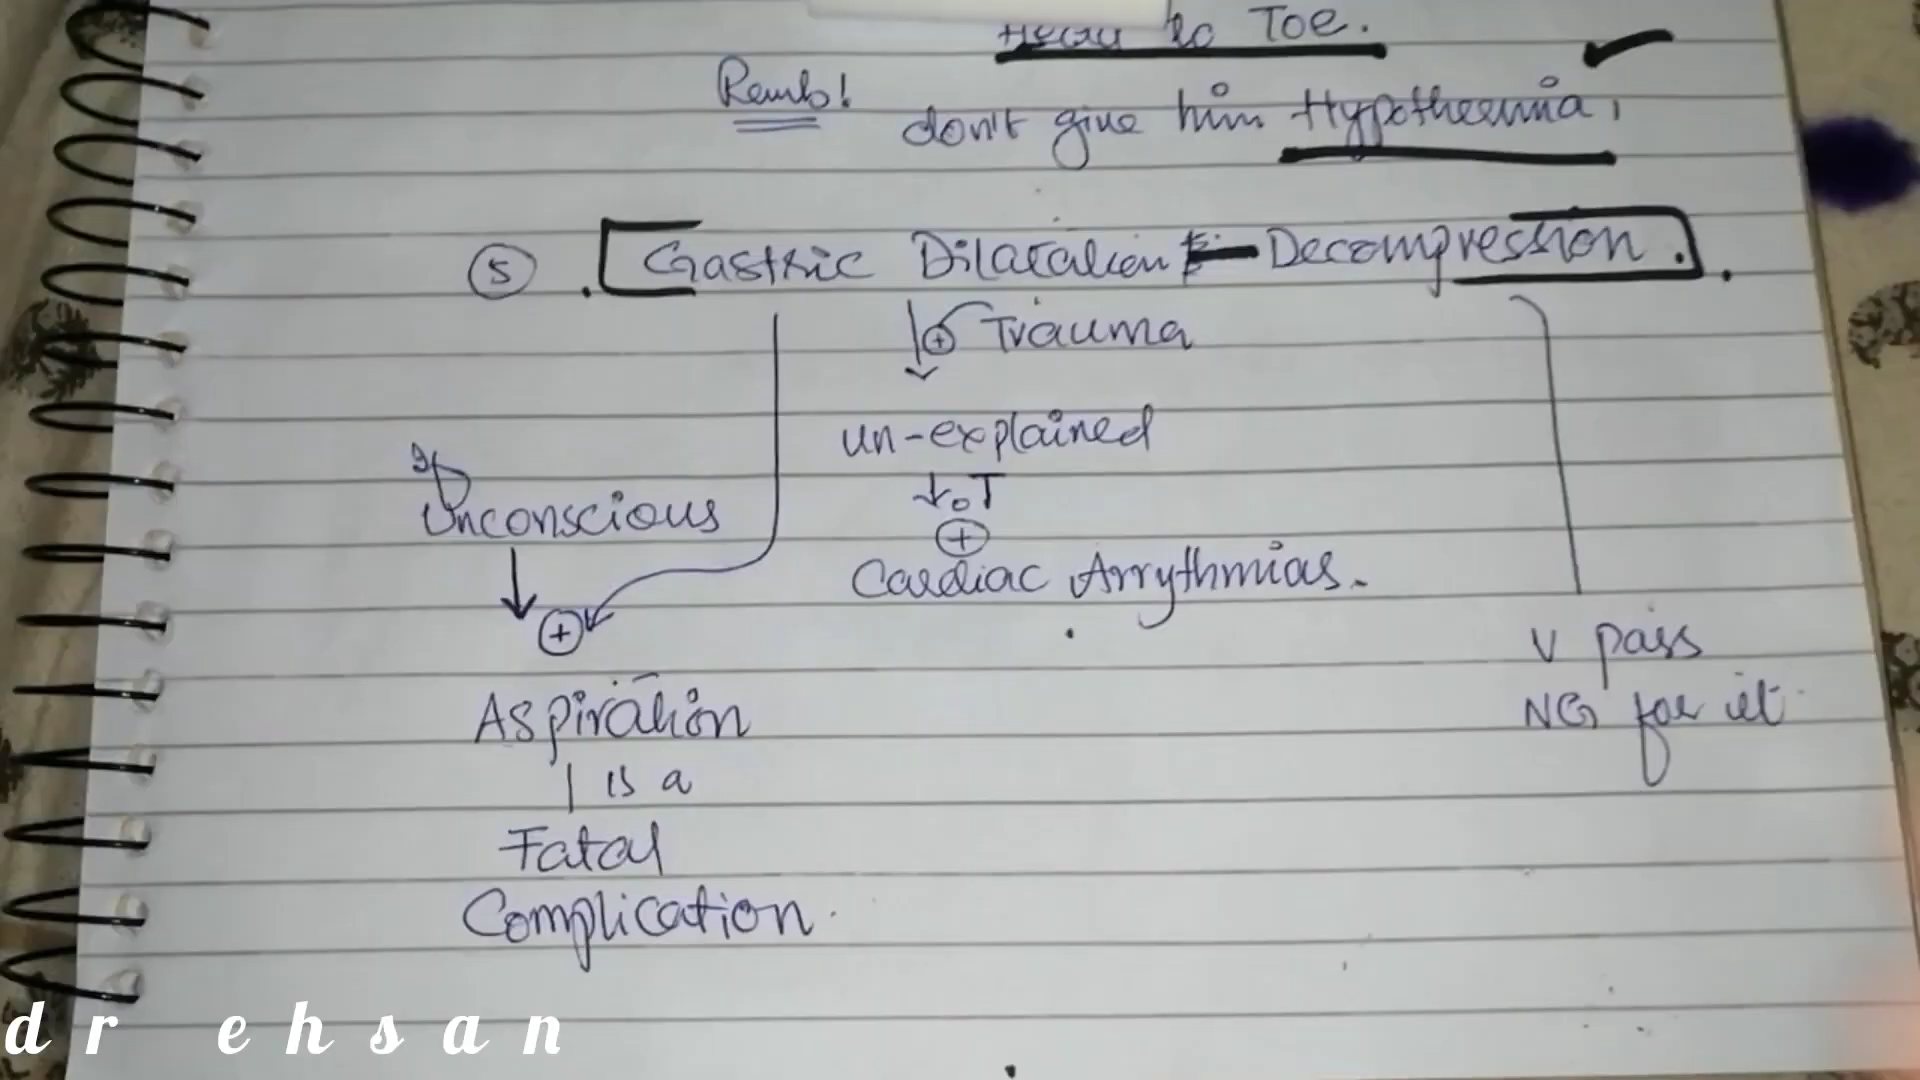 Head to Toe.
Remb!
don't give him Hypothermia,
5 . Gastric Dilatation - Decompression.
+ Trauma
un-explained
If
↓ T
Unconscious
+
Cardiac Arrythmias.
+
V pass
Aspiration
NG for it
is a
Fatal
Complication.
dr ehsan